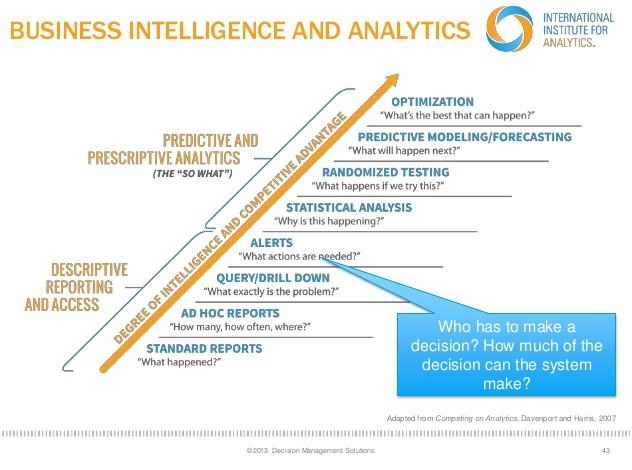 BUSINESS INTELLIGENCE AND ANALYTICS
INTERNATIONAL
INSTITUTE FOR
ANALYTICS.
OPTIMIZATION
"What's the best that can happen?"
PREDICTIVE MODELING/FORECASTING
"What will happen next?"
RANDOMIZED TESTING
"What happens if we try this?"
STATISTICAL ANALYSIS
"Why is this happening?"
ALERTS
"What actions are needed?"
QUERY/DRILL DOWN
"What exactly is the problem?"
AD HOC REPORTS
"How many, how often, where?"
STANDARD REPORTS
"What happened?"
PREDICTIVE AND
PRESCRIPTIVE ANALYTICS
(THE "SO WHAT")
DESCRIPTIVE
REPORTING
AND ACCESS
DEGREE OF INTELLIGENCE AND COMPETITIVE ADVANTAGE
Who has to make a
decision? How much of the
decision can the system
make?
Adapted from Competing on Analytics, Davenport and Harris, 2007
©2013 Decision Management Solutions
43